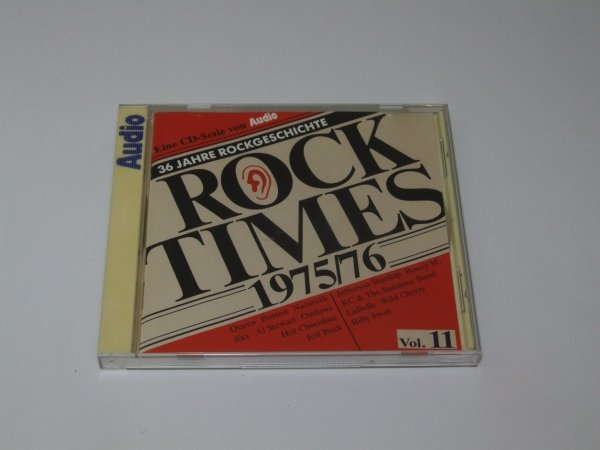 Audio
Eine CD-Serie von Audio
36 JAHRE ROCKGESCHICHTE
ROCK
TIMES
1975/76
Queen Boston Nazareth
10cc Al Stewart Outlaws
Hot Chocolate
Jeff Beck
Jefferson Starship Boney M.
KC & The Sunshine Band
LaBelle Wild Cherry
Billy Swan
Vol. 11